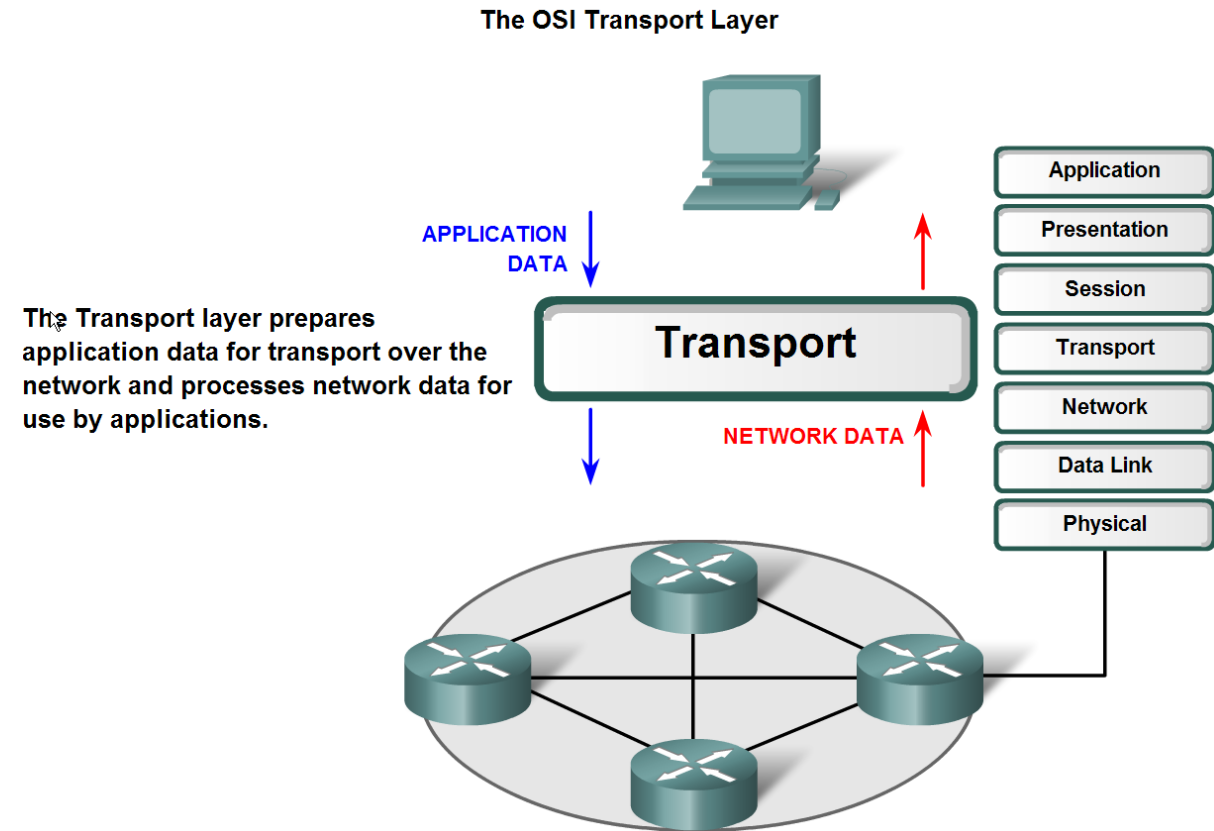 The OSI Transport Layer
APPLICATION
DATA
The Transport layer prepares
application data for transport over the
network and processes network data for
use by applications.
Transport
NETWORK DATA
Application
Presentation
Session
Transport
Network
Data Link
Physical